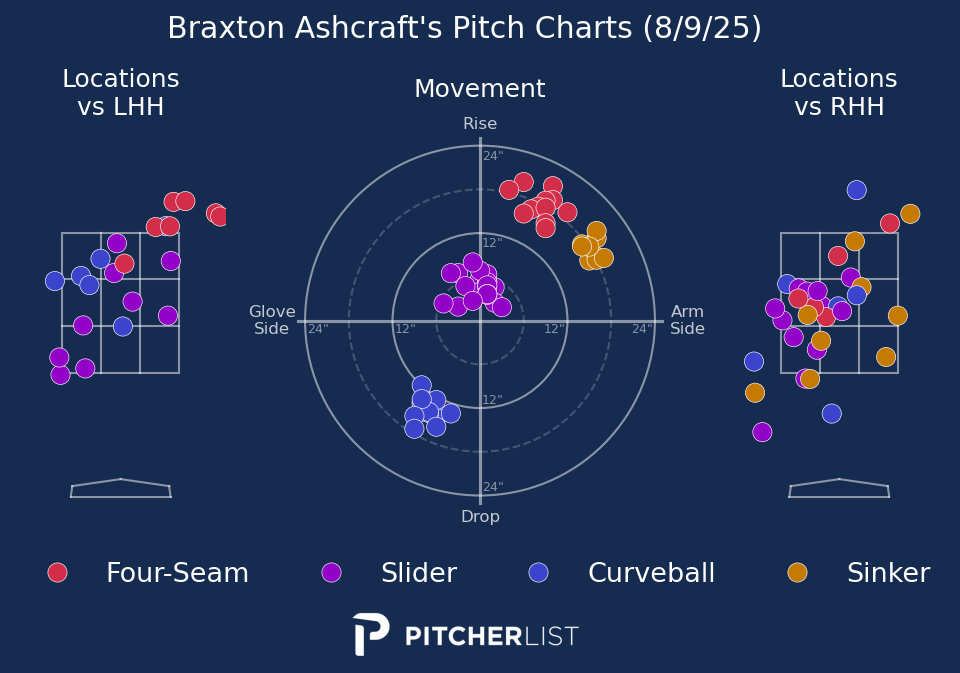 Braxton Ashcraft's Pitch Charts (8/9/25)
Locations
vs LHH
Movement
Locations
vs RHH
Rise
24"
12"
Glove
Side
24"
12"
12"
24"
Arm
Side
12"
24"
Drop
Four-Seam
Slider
Curveball
Sinker
PITCHERLIST